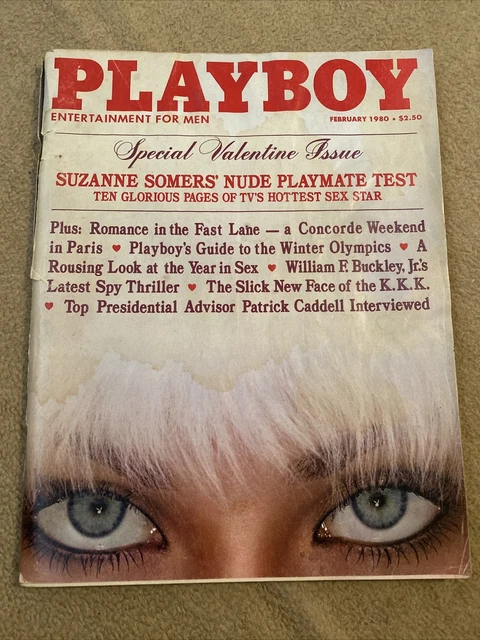 PLAYBOY
ENTERTAINMENT FOR MEN FEBRUARY 1980 • $2.50
Special Valentine Issue
SUZANNE SOMERS' NUDE PLAYMATE TEST
TEN GLORIOUS PAGES OF TV'S HOTTEST SEX STAR
Plus: Romance in the Fast Lane — a Concorde Weekend
in Paris ♥ Playboy's Guide to the Winter Olympics ♥ A
Rousing Look at the Year in Sex ♥ William F. Buckley, Jr.'s
Latest Spy Thriller ♥ The Slick New Face of the K.K.K.
♥ Top Presidential Advisor Patrick Caddell Interviewed